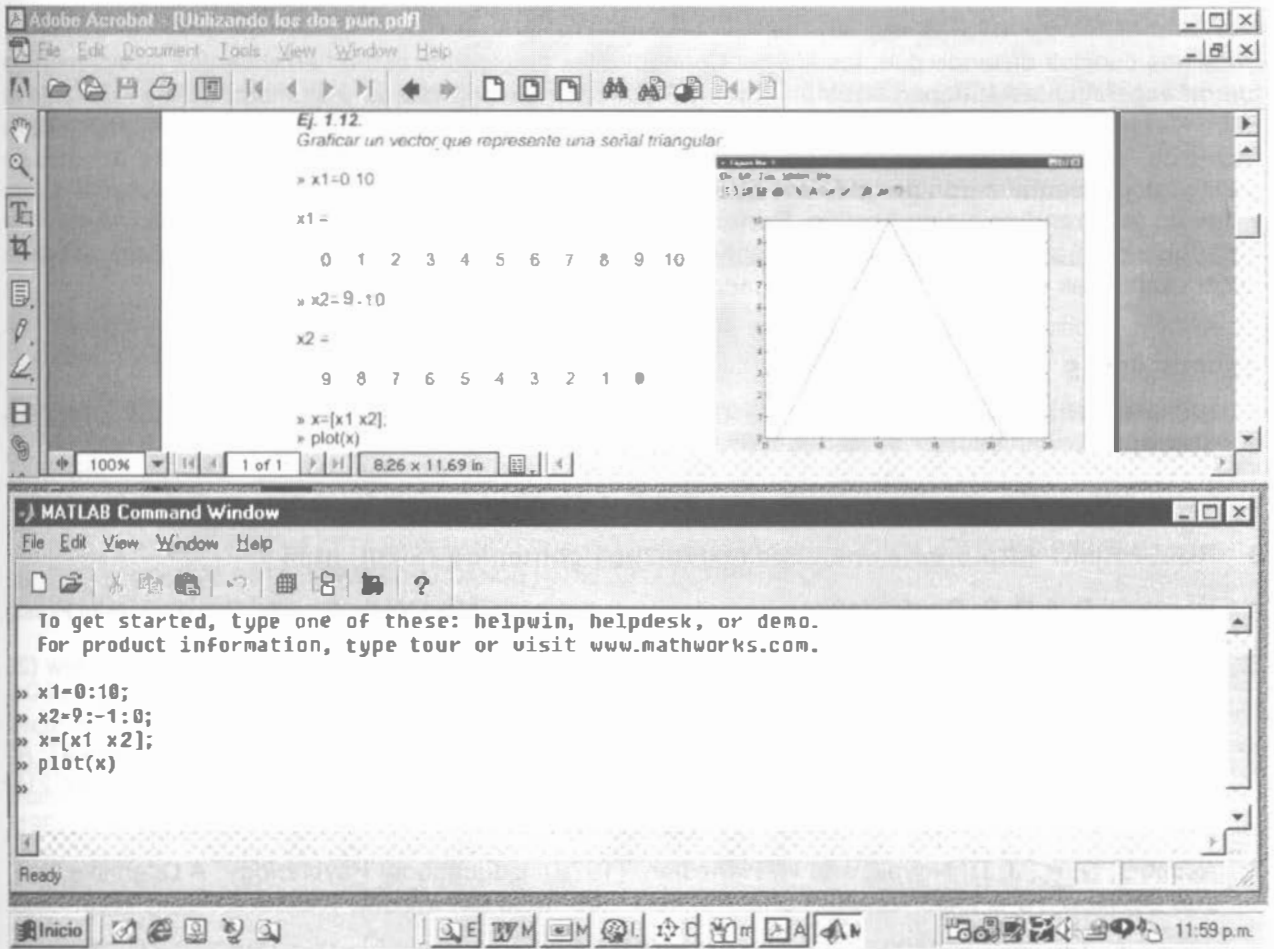 Adobe Acrobat - [Utilizando los dos pun.pdf]
File Edit Document Tools View Window Help
Ej. 1.12.
Graficar un vector que represente una señal triangular.
» x1=0 10
x1 =
0 1 2 3 4 5 6 7 8 9 10
» x2=9.10
x2 =
9 8 7 6 5 4 3 2 1 0
» x=[x1 x2];
» plot(x)
100% 1 of 1 8.26 x 11.69 in
MATLAB Command Window
File Edit View Window Help
To get started, type one of these: helpwin, helpdesk, or demo.
For product information, type tour or visit www.mathworks.com.
» x1=0:10;
» x2=9:-1:0;
» x=[x1 x2];
» plot(x)
»
Ready
Inicio E M M I. D m A M 11:59 p.m.